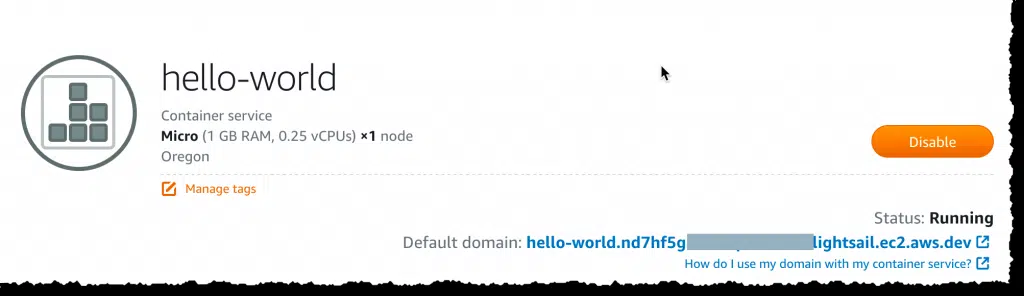 hello-world
Container service
Micro (1 GB RAM, 0.25 vCPUs) ×1 node
Oregon
Disable
Manage tags
Status: Running
Default domain: hello-world.nd7hf5g lightsail.ec2.aws.dev
How do I use my domain with my container service?